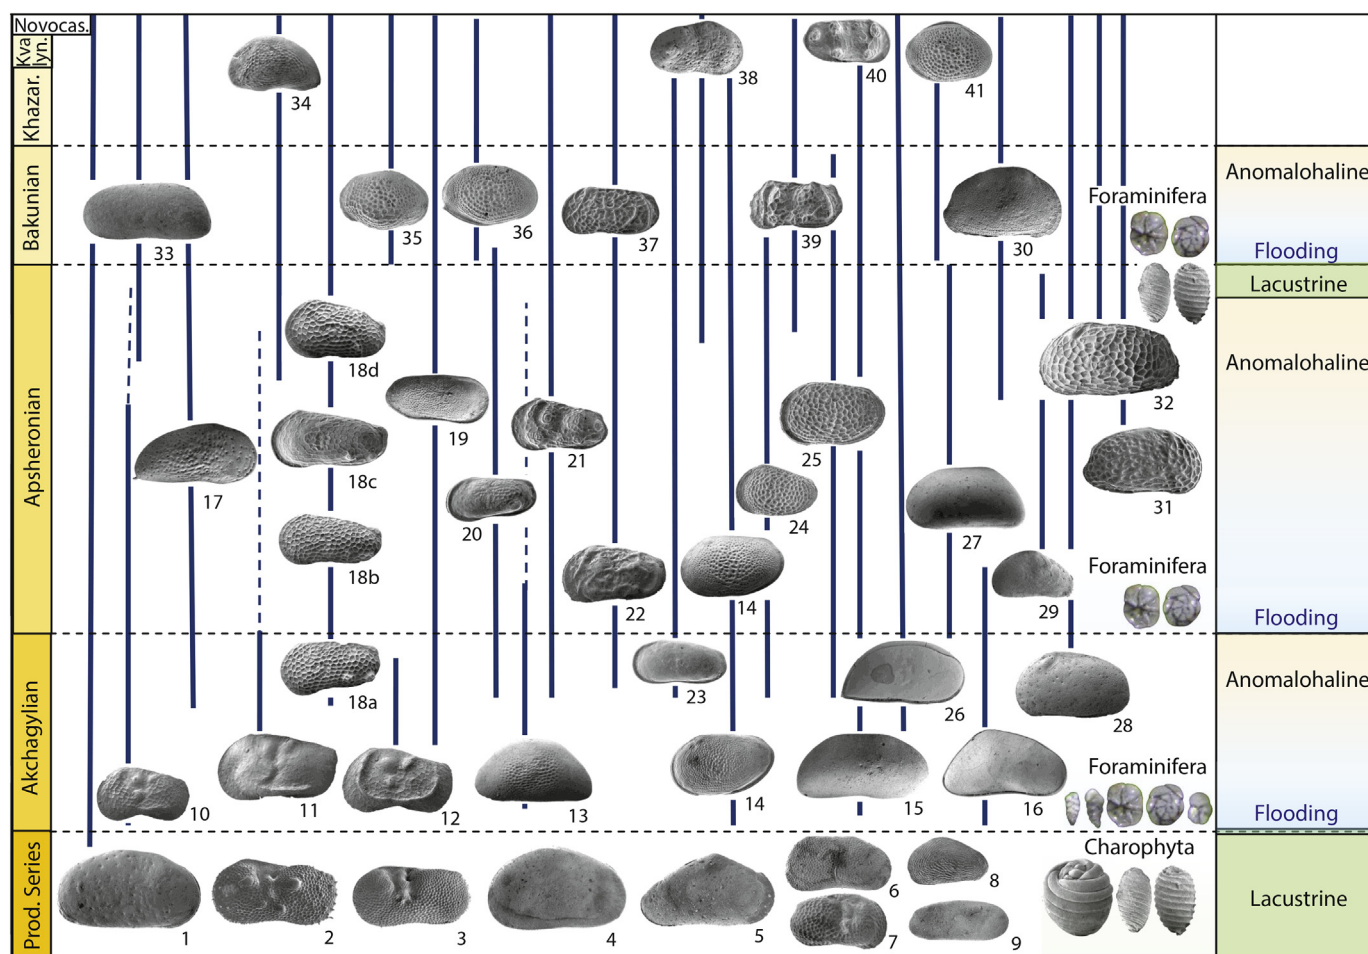 Novocas.
Kva
lyn.
Khazar.
Bakunian
Apsheronian
Akchagylian
Prod. Series
34
38
40
41
33
35
36
37
39
30
Foraminifera
Anomalohaline
Flooding
Lacustrine
18d
19
21
25
32
Anomalohaline
17
18c
20
24
27
31
18b
22
14
29
Foraminifera
Flooding
18a
23
26
28
Anomalohaline
10
11
12
13
14
15
16
Foraminifera
Flooding
Charophyta
1
2
3
4
5
6
7
8
9
Lacustrine